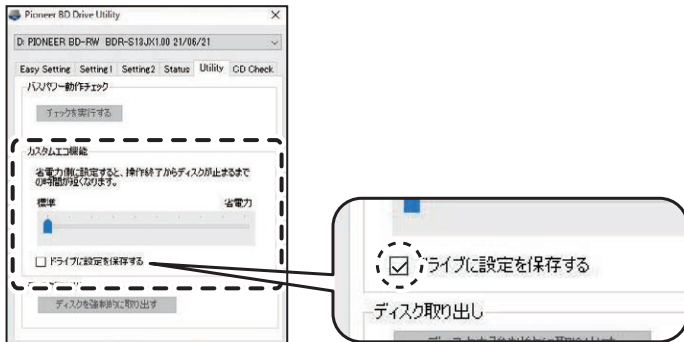 Pioneer BD Drive Utility
D: PIONEER BD-RW BDR-S13JX1.00 21/06/21
Easy Setting Setting1 Setting2 Status Utility CD Check
バスパワー動作チェック
チェックを実行する
カスタムエコ機能
省電力側に設定すると、操作終了からディスクが止まるまで
の時間が短くなります。
標準 省電力
ドライブに設定を保存する
ディスクを強制的に取り出す
ドライブに設定を保存する
ディスク取り出し